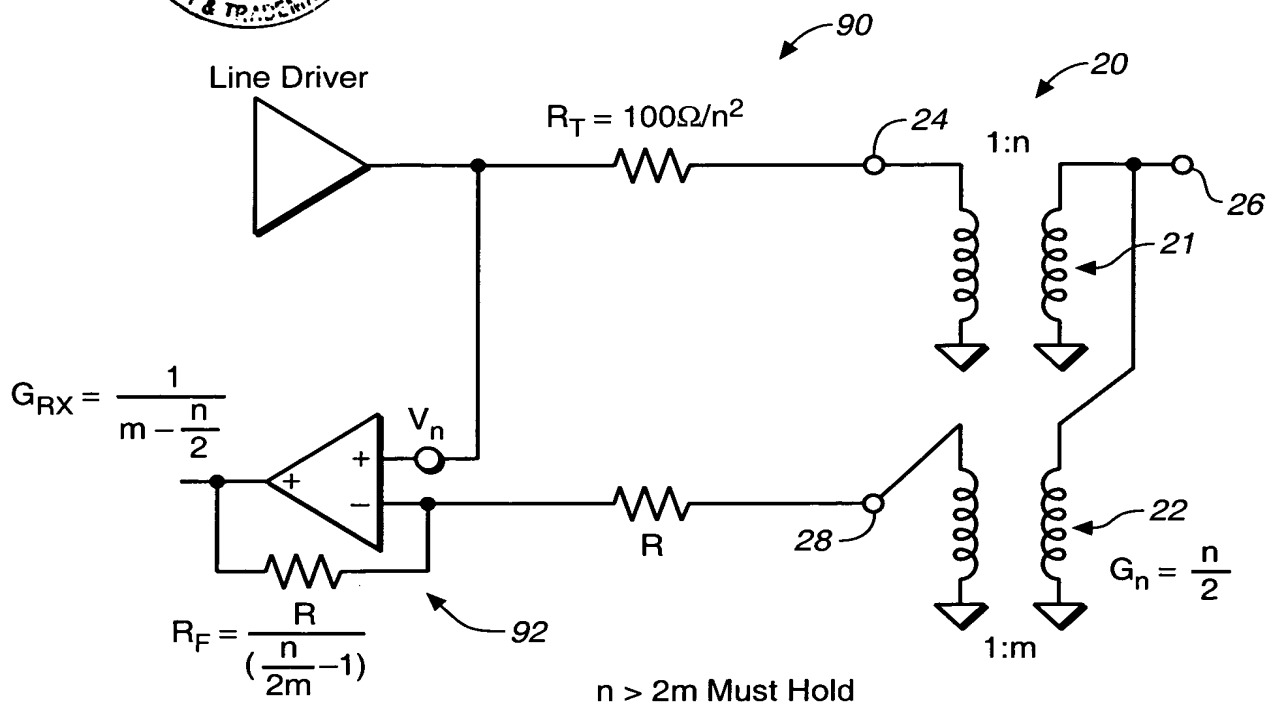 & TRADEM
90
20
Line Driver
R_T = 100Ω/n²
24
1:n
26
21
G_RX = 1 / (m − n/2)
V_n
+
+
−
28
R
22
G_n = n/2
R_F = R / (n/2m −1)
92
1:m
n > 2m Must Hold